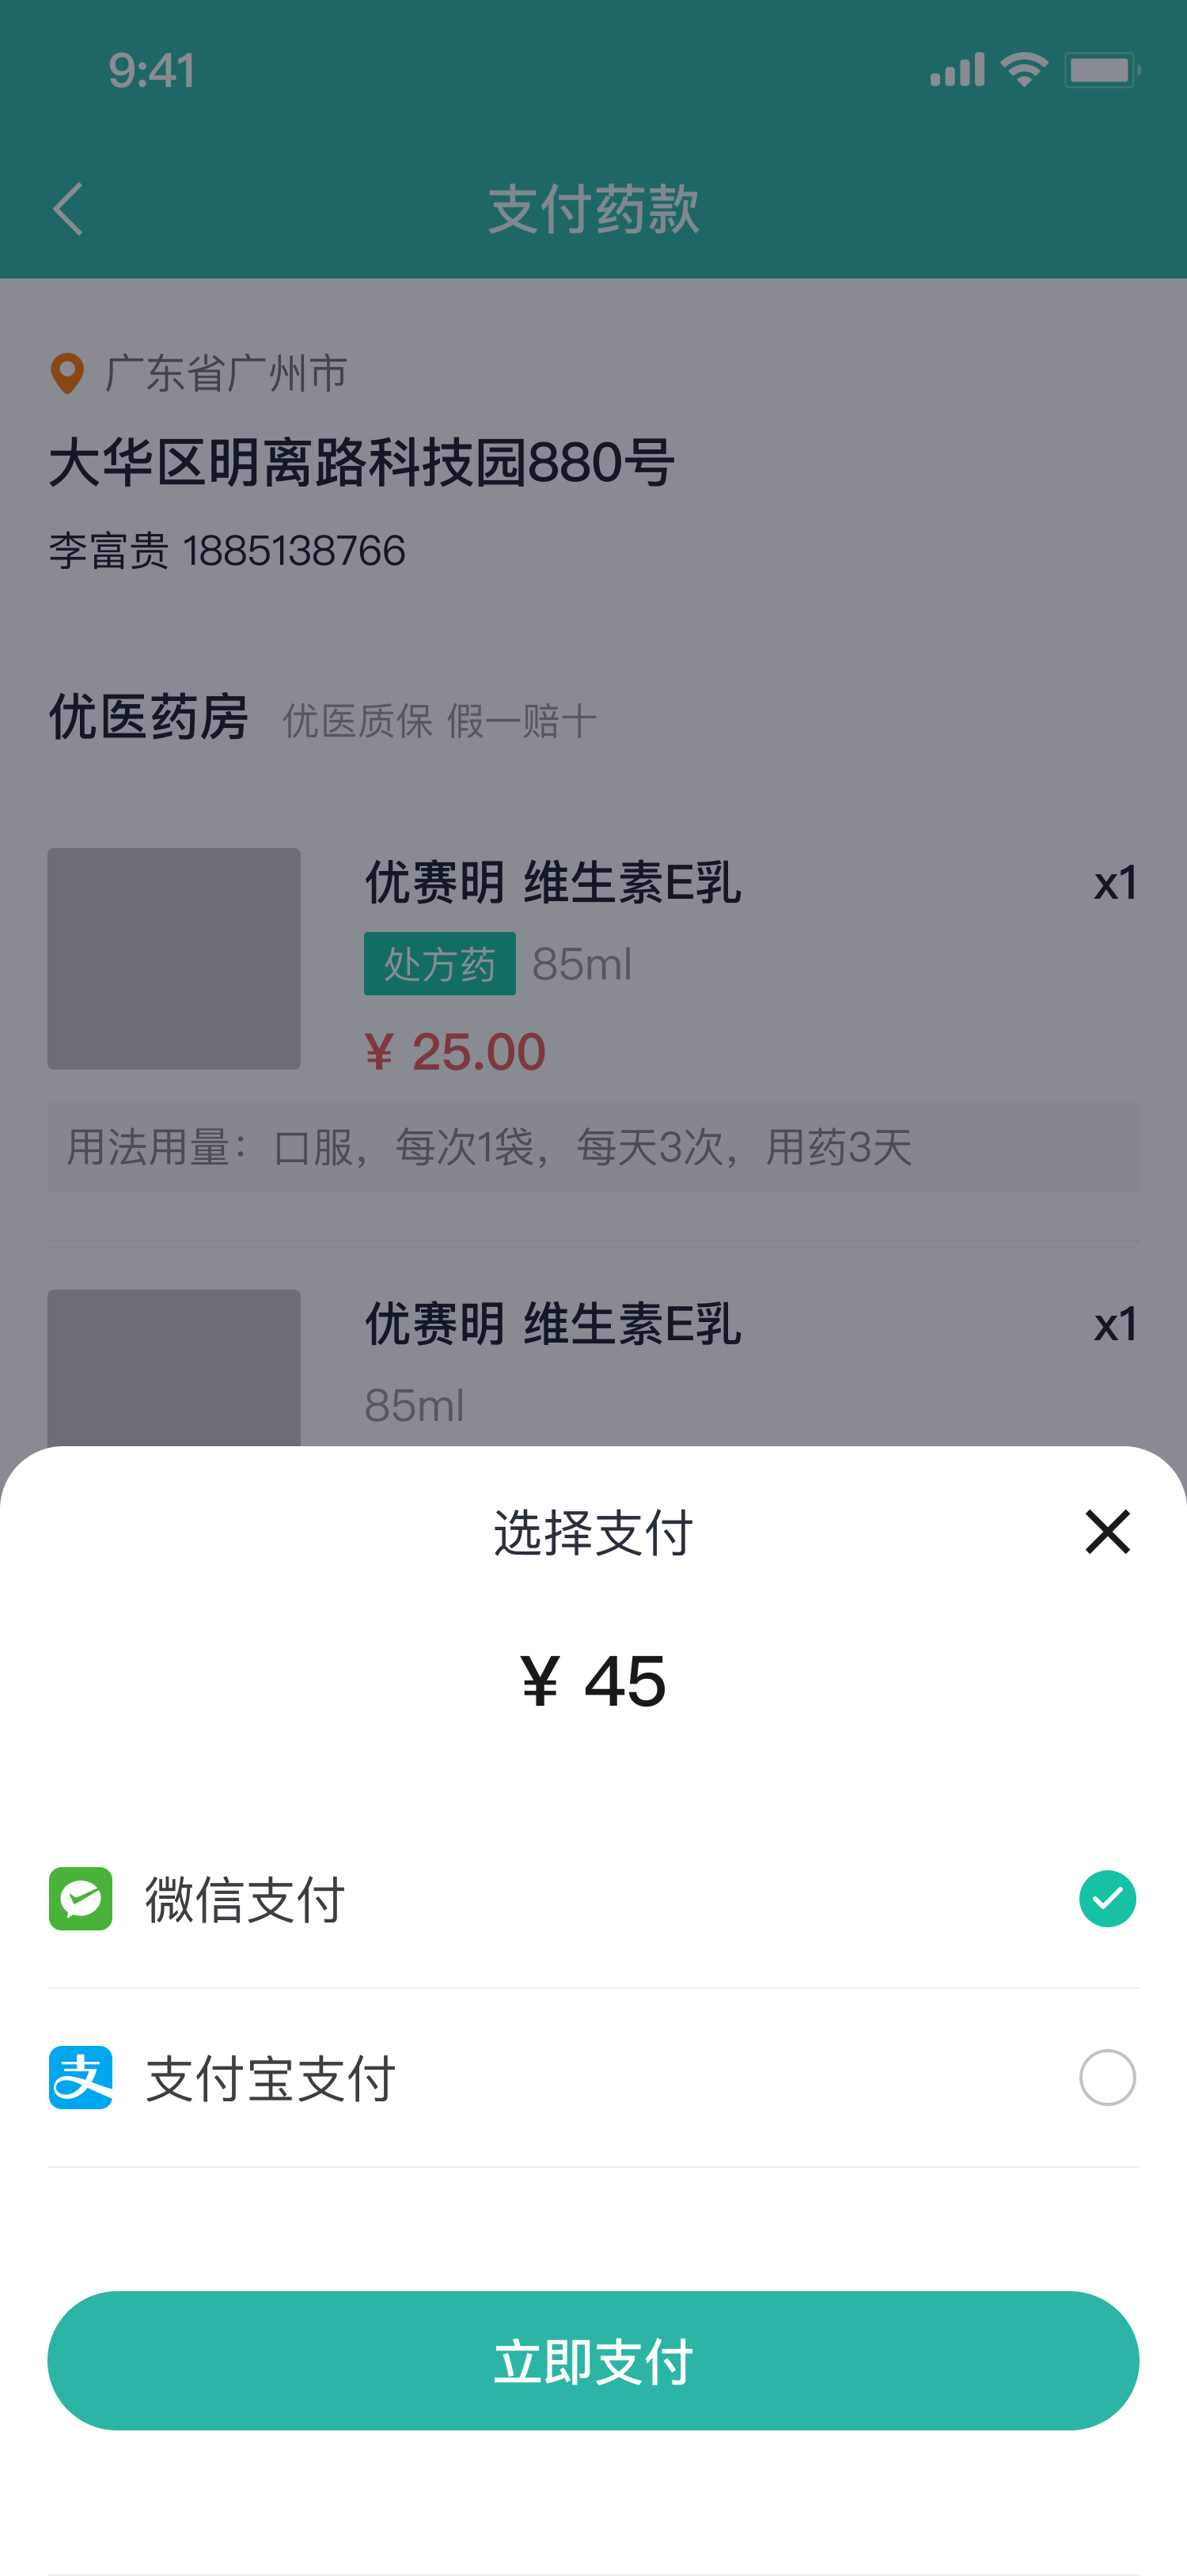 9:41
支付药款
广东省广州市
大华区明离路科技园880号
李富贵 1885138766
优医药房 优医质保 假一赔十
优赛明 维生素E乳 x1
处方药 85ml
¥ 25.00
用法用量：口服，每次1袋，每天3次，用药3天
优赛明 维生素E乳 x1
85ml
选择支付
¥ 45
微信支付
支付宝支付
立即支付